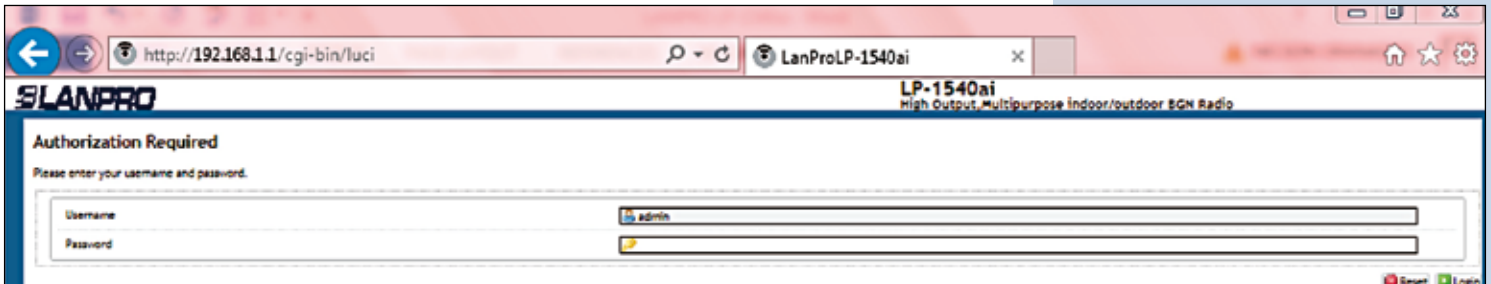 http://192.168.1.1/cgi-bin/luci
LanProLP-1540ai
LANPRO
LP-1540ai
High Output,Multipurpose indoor/outdoor BGN Radio
Authorization Required
Please enter your username and password.
Username
admin
Password
Reset
Login